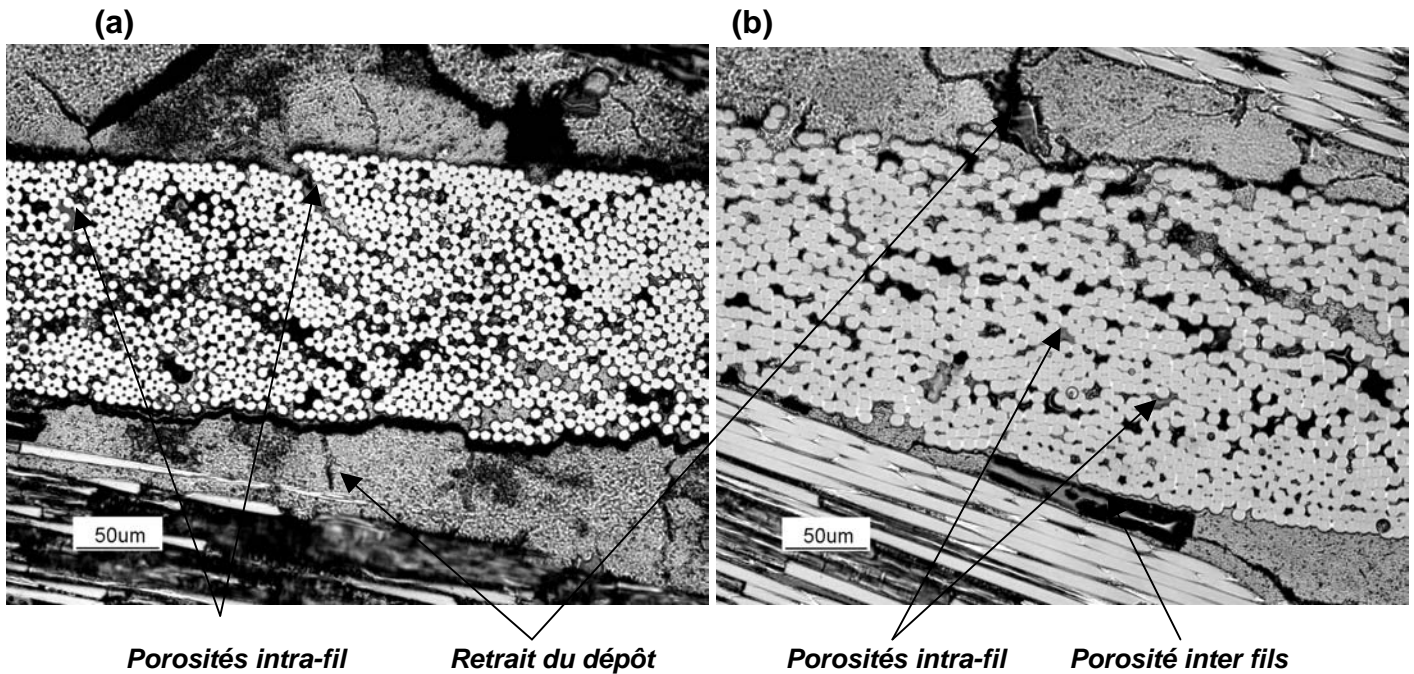 (a) (b)
50um 50um
Porosités intra-fil Retrait du dépôt Porosités intra-fil Porosité inter fils